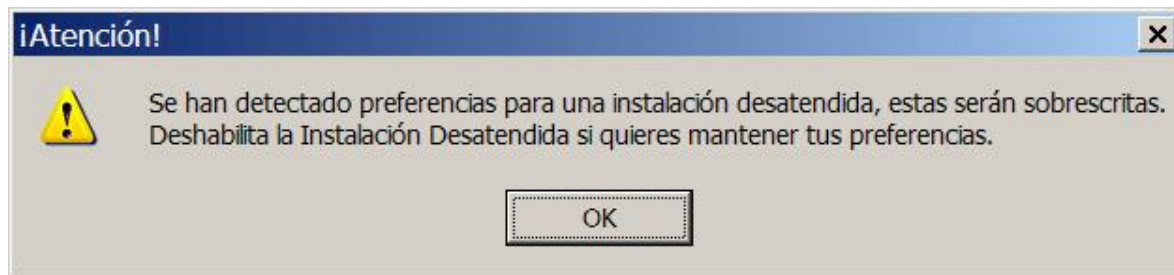 ¡Atención!
Se han detectado preferencias para una instalación desatendida, estas serán sobrescritas.
Deshabilita la Instalación Desatendida si quieres mantener tus preferencias.
OK